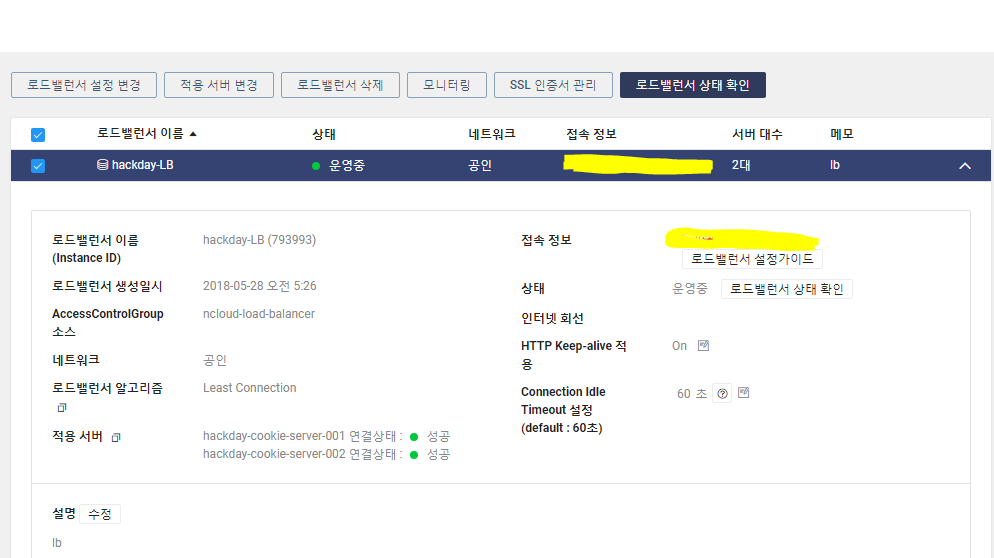 로드밸런서 설정 변경 적용 서버 변경 로드밸런서 삭제 모니터링 SSL 인증서 관리 로드밸런서 상태 확인
로드밸런서 이름 ▲ 상태 네트워크 접속 정보 서버 대수 메모
hackday-LB 운영중 공인 2대 lb
로드밸런서 이름 hackday-LB (793993) 접속 정보
(Instance ID)
로드밸런서 설정가이드
로드밸런서 생성일시 2018-05-28 오전 5:26 상태 운영중 로드밸런서 상태 확인
AccessControlGroup ncloud-load-balancer 인터넷 회선
소스
네트워크 공인 HTTP Keep-alive 적 On
용
로드밸런서 알고리즘 Least Connection Connection Idle 60 초
Timeout 설정
(default : 60초)
적용 서버 hackday-cookie-server-001 연결상태 : 성공
hackday-cookie-server-002 연결상태 : 성공
설명 수정
lb